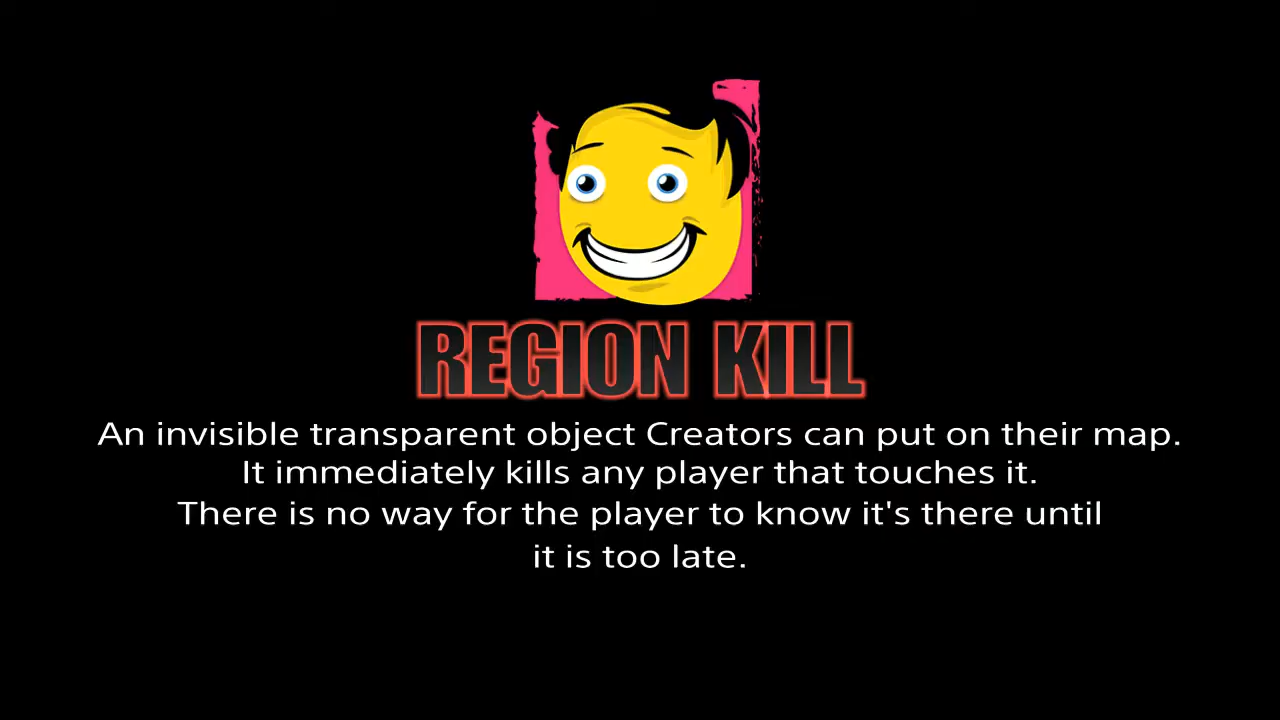 REGION KILL
An invisible transparent object Creators can put on their map.
It immediately kills any player that touches it.
There is no way for the player to know it's there until
it is too late.